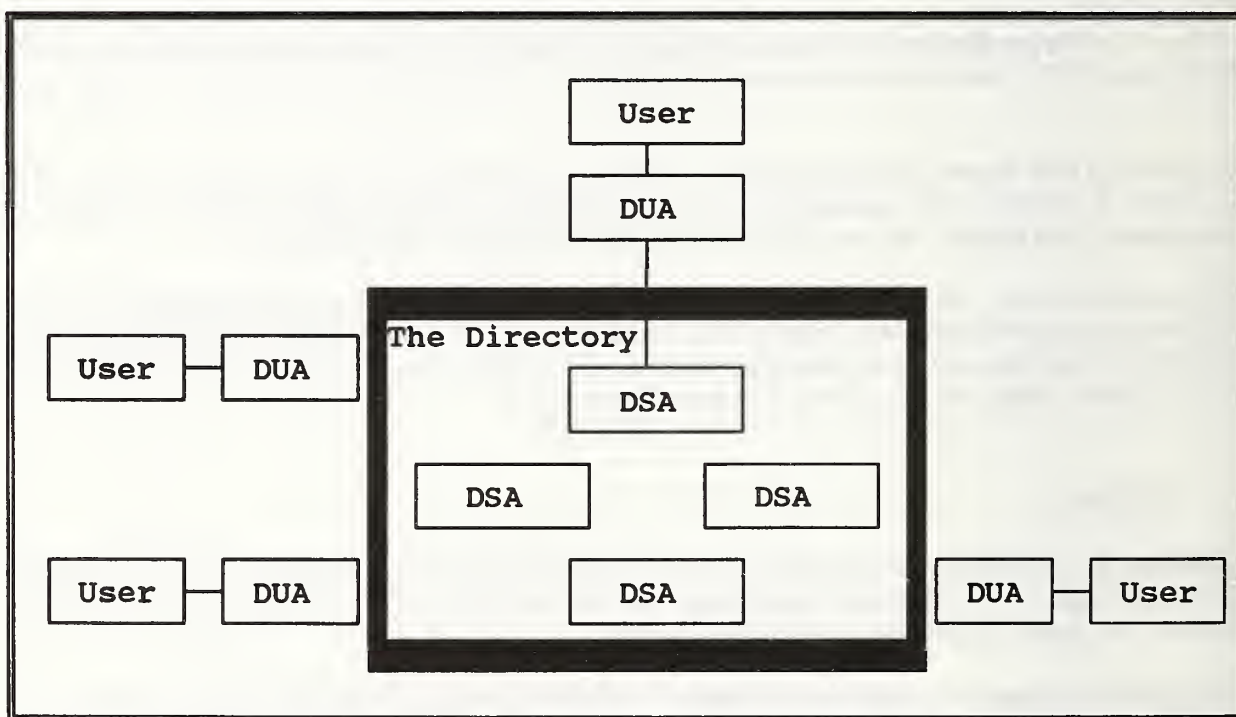 User
DUA
The Directory
User DUA
DSA
DSA DSA
User DUA DSA DUA User